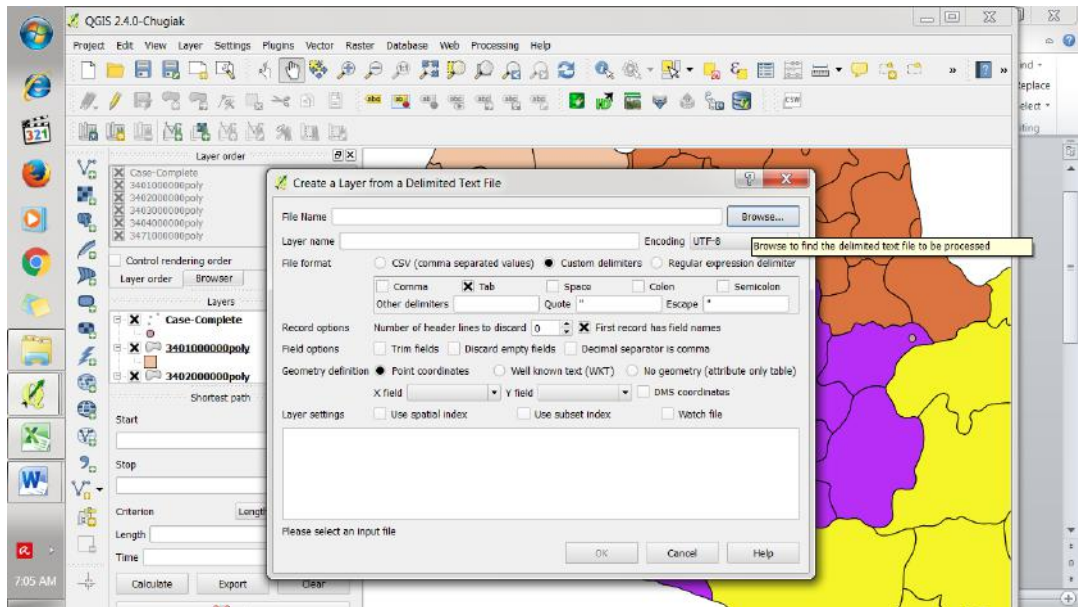 QGIS 2.4.0-Chugiak
Project Edit View Layer Settings Plugins Vector Raster Database Web Processing Help
nd
eplace
elect
iting
abc
CSW
321
Layer order
Case-Complete
3401000000poly
3402000000poly
3403000000poly
3404000000poly
3471000000poly
Control rendering order
Layer order Browser
Layers
Case-Complete
3401000000poly
3402000000poly
Shortest path
Start
Stop
Criterion Lengt
Length
Time
Calculate Export Clear
Create a Layer from a Delimited Text File
File Name Browse...
Layer name Encoding UTF-8
Browse to find the delimited text file to be processed
File format CSV (comma separated values) Custom delimiters Regular expression delimiter
Comma Tab Space Colon Semicolon
Other delimiters Quote " Escape "
Record options Number of header lines to discard 0 First record has field names
Field options Trim fields Discard empty fields Decimal separator is comma
Geometry definition Point coordinates Well known text (WKT) No geometry (attribute only table)
X field Y field DMS coordinates
Layer settings Use spatial index Use subset index Watch file
Please select an input file
OK Cancel Help
7:05 AM